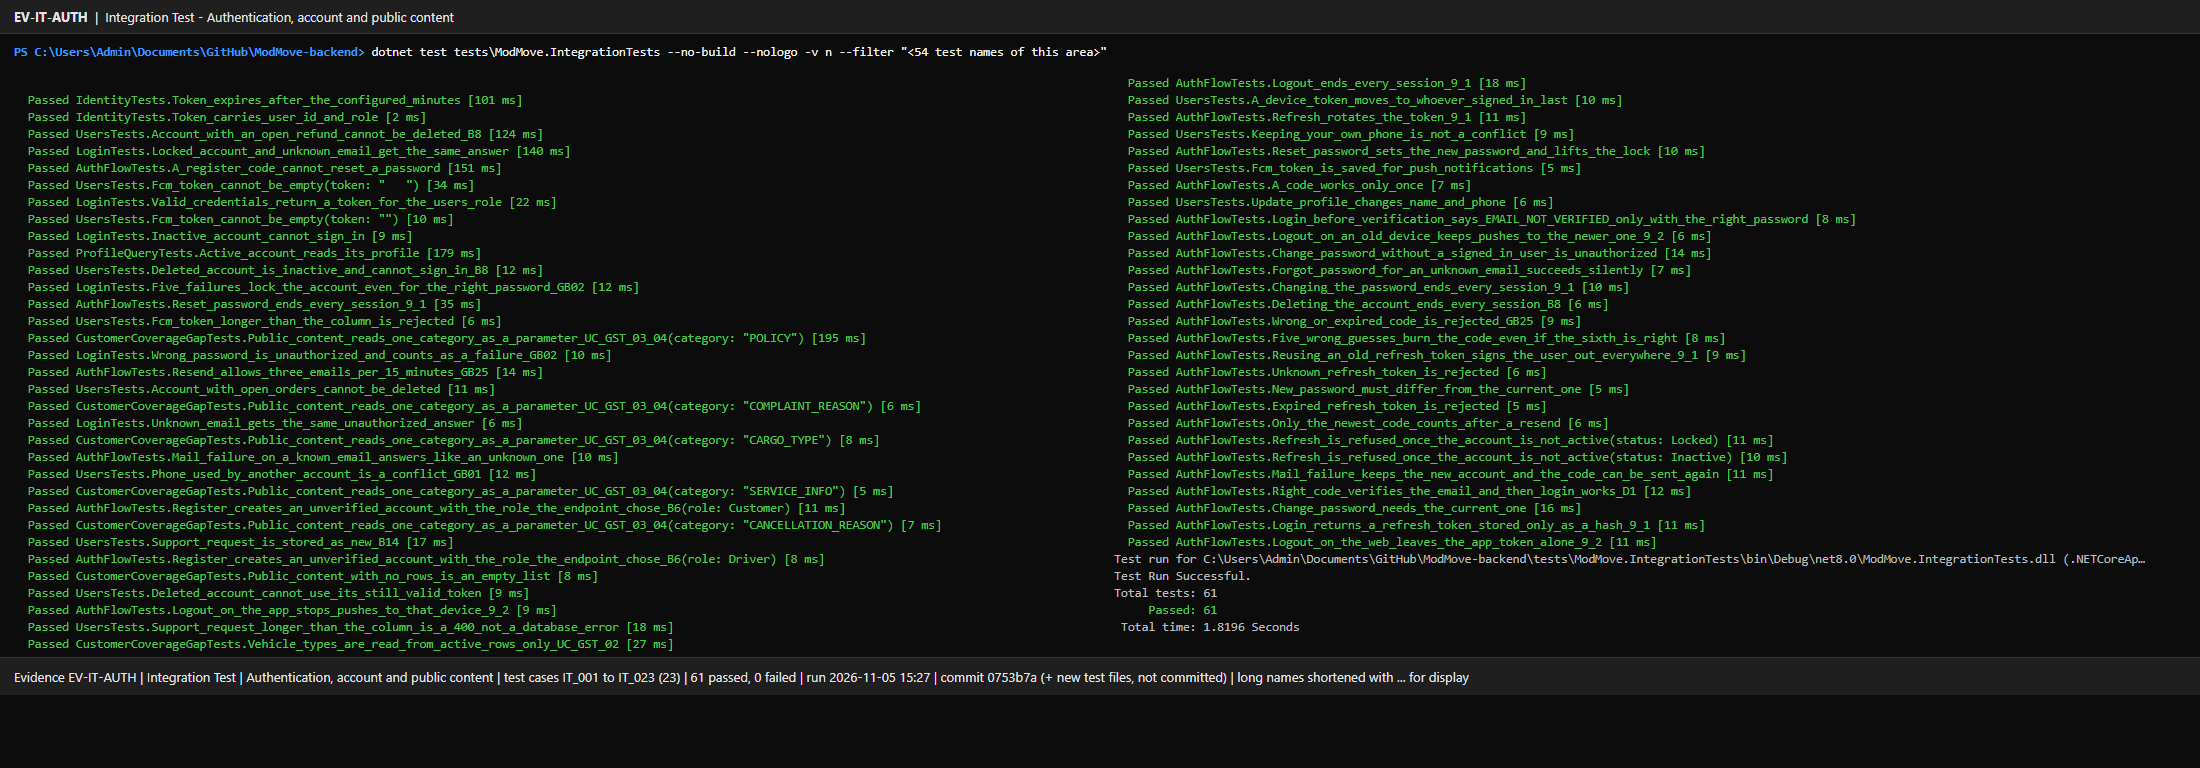 EV-IT-AUTH | Integration Test - Authentication, account and public content
PS C:\Users\Admin\Documents\GitHub\ModMove-backend> dotnet test tests\ModMove.IntegrationTests --no-build --nologo -v n --filter "<54 test names of this area>"
Passed IdentityTests.Token_expires_after_the_configured_minutes [101 ms]
Passed IdentityTests.Token_carries_user_id_and_role [2 ms]
Passed UsersTests.Account_with_an_open_refund_cannot_be_deleted_B8 [124 ms]
Passed LoginTests.Locked_account_and_unknown_email_get_the_same_answer [140 ms]
Passed AuthFlowTests.A_register_code_cannot_reset_a_password [151 ms]
Passed UsersTests.Fcm_token_cannot_be_empty(token: "   ") [34 ms]
Passed LoginTests.Valid_credentials_return_a_token_for_the_users_role [22 ms]
Passed UsersTests.Fcm_token_cannot_be_empty(token: "") [10 ms]
Passed LoginTests.Inactive_account_cannot_sign_in [9 ms]
Passed ProfileQueryTests.Active_account_reads_its_profile [179 ms]
Passed UsersTests.Deleted_account_is_inactive_and_cannot_sign_in_B8 [12 ms]
Passed LoginTests.Five_failures_lock_the_account_even_for_the_right_password_GB02 [12 ms]
Passed AuthFlowTests.Reset_password_ends_every_session_9_1 [35 ms]
Passed UsersTests.Fcm_token_longer_than_the_column_is_rejected [6 ms]
Passed CustomerCoverageGapTests.Public_content_reads_one_category_as_a_parameter_UC_GST_03_04(category: "POLICY") [195 ms]
Passed LoginTests.Wrong_password_is_unauthorized_and_counts_as_a_failure_GB02 [10 ms]
Passed AuthFlowTests.Resend_allows_three_emails_per_15_minutes_GB25 [14 ms]
Passed UsersTests.Account_with_open_orders_cannot_be_deleted [11 ms]
Passed CustomerCoverageGapTests.Public_content_reads_one_category_as_a_parameter_UC_GST_03_04(category: "COMPLAINT_REASON") [6 ms]
Passed LoginTests.Unknown_email_gets_the_same_unauthorized_answer [6 ms]
Passed CustomerCoverageGapTests.Public_content_reads_one_category_as_a_parameter_UC_GST_03_04(category: "CARGO_TYPE") [8 ms]
Passed AuthFlowTests.Mail_failure_on_a_known_email_answers_like_an_unknown_one [10 ms]
Passed UsersTests.Phone_used_by_another_account_is_a_conflict_GB01 [12 ms]
Passed CustomerCoverageGapTests.Public_content_reads_one_category_as_a_parameter_UC_GST_03_04(category: "SERVICE_INFO") [5 ms]
Passed AuthFlowTests.Register_creates_an_unverified_account_with_the_role_the_endpoint_chose_B6(role: Customer) [11 ms]
Passed CustomerCoverageGapTests.Public_content_reads_one_category_as_a_parameter_UC_GST_03_04(category: "CANCELLATION_REASON") [7 ms]
Passed UsersTests.Support_request_is_stored_as_new_B14 [17 ms]
Passed AuthFlowTests.Register_creates_an_unverified_account_with_the_role_the_endpoint_chose_B6(role: Driver) [8 ms]
Passed CustomerCoverageGapTests.Public_content_with_no_rows_is_an_empty_list [8 ms]
Passed UsersTests.Deleted_account_cannot_use_its_still_valid_token [9 ms]
Passed AuthFlowTests.Logout_on_the_app_stops_pushes_to_that_device_9_2 [9 ms]
Passed UsersTests.Support_request_longer_than_the_column_is_a_400_not_a_database_error [18 ms]
Passed CustomerCoverageGapTests.Vehicle_types_are_read_from_active_rows_only_UC_GST_02 [27 ms]
Passed AuthFlowTests.Logout_ends_every_session_9_1 [18 ms]
Passed UsersTests.A_device_token_moves_to_whoever_signed_in_last [10 ms]
Passed AuthFlowTests.Refresh_rotates_the_token_9_1 [11 ms]
Passed UsersTests.Keeping_your_own_phone_is_not_a_conflict [9 ms]
Passed AuthFlowTests.Reset_password_sets_the_new_password_and_lifts_the_lock [10 ms]
Passed UsersTests.Fcm_token_is_saved_for_push_notifications [5 ms]
Passed AuthFlowTests.A_code_works_only_once [7 ms]
Passed UsersTests.Update_profile_changes_name_and_phone [6 ms]
Passed AuthFlowTests.Login_before_verification_says_EMAIL_NOT_VERIFIED_only_with_the_right_password [8 ms]
Passed AuthFlowTests.Logout_on_an_old_device_keeps_pushes_to_the_newer_one_9_2 [6 ms]
Passed AuthFlowTests.Change_password_without_a_signed_in_user_is_unauthorized [14 ms]
Passed AuthFlowTests.Forgot_password_for_an_unknown_email_succeeds_silently [7 ms]
Passed AuthFlowTests.Changing_the_password_ends_every_session_9_1 [10 ms]
Passed AuthFlowTests.Deleting_the_account_ends_every_session_B8 [6 ms]
Passed AuthFlowTests.Wrong_or_expired_code_is_rejected_GB25 [9 ms]
Passed AuthFlowTests.Five_wrong_guesses_burn_the_code_even_if_the_sixth_is_right [8 ms]
Passed AuthFlowTests.Reusing_an_old_refresh_token_signs_the_user_out_everywhere_9_1 [9 ms]
Passed AuthFlowTests.Unknown_refresh_token_is_rejected [6 ms]
Passed AuthFlowTests.New_password_must_differ_from_the_current_one [5 ms]
Passed AuthFlowTests.Expired_refresh_token_is_rejected [5 ms]
Passed AuthFlowTests.Only_the_newest_code_counts_after_a_resend [6 ms]
Passed AuthFlowTests.Refresh_is_refused_once_the_account_is_not_active(status: Locked) [11 ms]
Passed AuthFlowTests.Refresh_is_refused_once_the_account_is_not_active(status: Inactive) [10 ms]
Passed AuthFlowTests.Mail_failure_keeps_the_new_account_and_the_code_can_be_sent_again [11 ms]
Passed AuthFlowTests.Right_code_verifies_the_email_and_then_login_works_D1 [12 ms]
Passed AuthFlowTests.Change_password_needs_the_current_one [16 ms]
Passed AuthFlowTests.Login_returns_a_refresh_token_stored_only_as_a_hash_9_1 [11 ms]
Passed AuthFlowTests.Logout_on_the_web_leaves_the_app_token_alone_9_2 [11 ms]
Test run for C:\Users\Admin\Documents\GitHub\ModMove-backend\tests\ModMove.IntegrationTests\bin\Debug\net8.0\ModMove.IntegrationTests.dll (.NETCoreAp…
Test Run Successful.
Total tests: 61
Passed: 61
Total time: 1.8196 Seconds
Evidence EV-IT-AUTH | Integration Test | Authentication, account and public content | test cases IT_001 to IT_023 (23) | 61 passed, 0 failed | run 2026-11-05 15:27 | commit 0753b7a (+ new test files, not committed) | long names shortened with ... for display